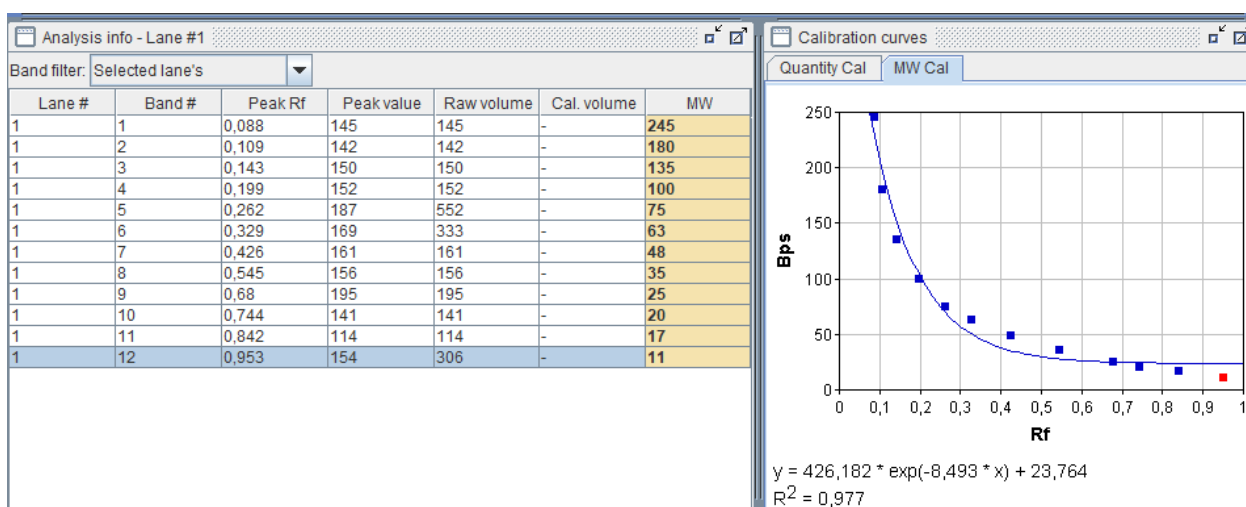 Analysis info - Lane #1
Band filter: Selected lane's
Lane # Band # Peak Rf Peak value Raw volume Cal. volume MW
1 1 0,088 145 145 - 245
1 2 0,109 142 142 - 180
1 3 0,143 150 150 - 135
1 4 0,199 152 152 - 100
1 5 0,262 187 552 - 75
1 6 0,329 169 333 - 63
1 7 0,426 161 161 - 48
1 8 0,545 156 156 - 35
1 9 0,68 195 195 - 25
1 10 0,744 141 141 - 20
1 11 0,842 114 114 - 17
1 12 0,953 154 306 - 11
Calibration curves
Quantity Cal MW Cal
250
200
150
100
50
0
Bps
0 0,1 0,2 0,3 0,4 0,5 0,6 0,7 0,8 0,9 1
Rf
y = 426,182 * exp(-8,493 * x) + 23,764
R² = 0,977